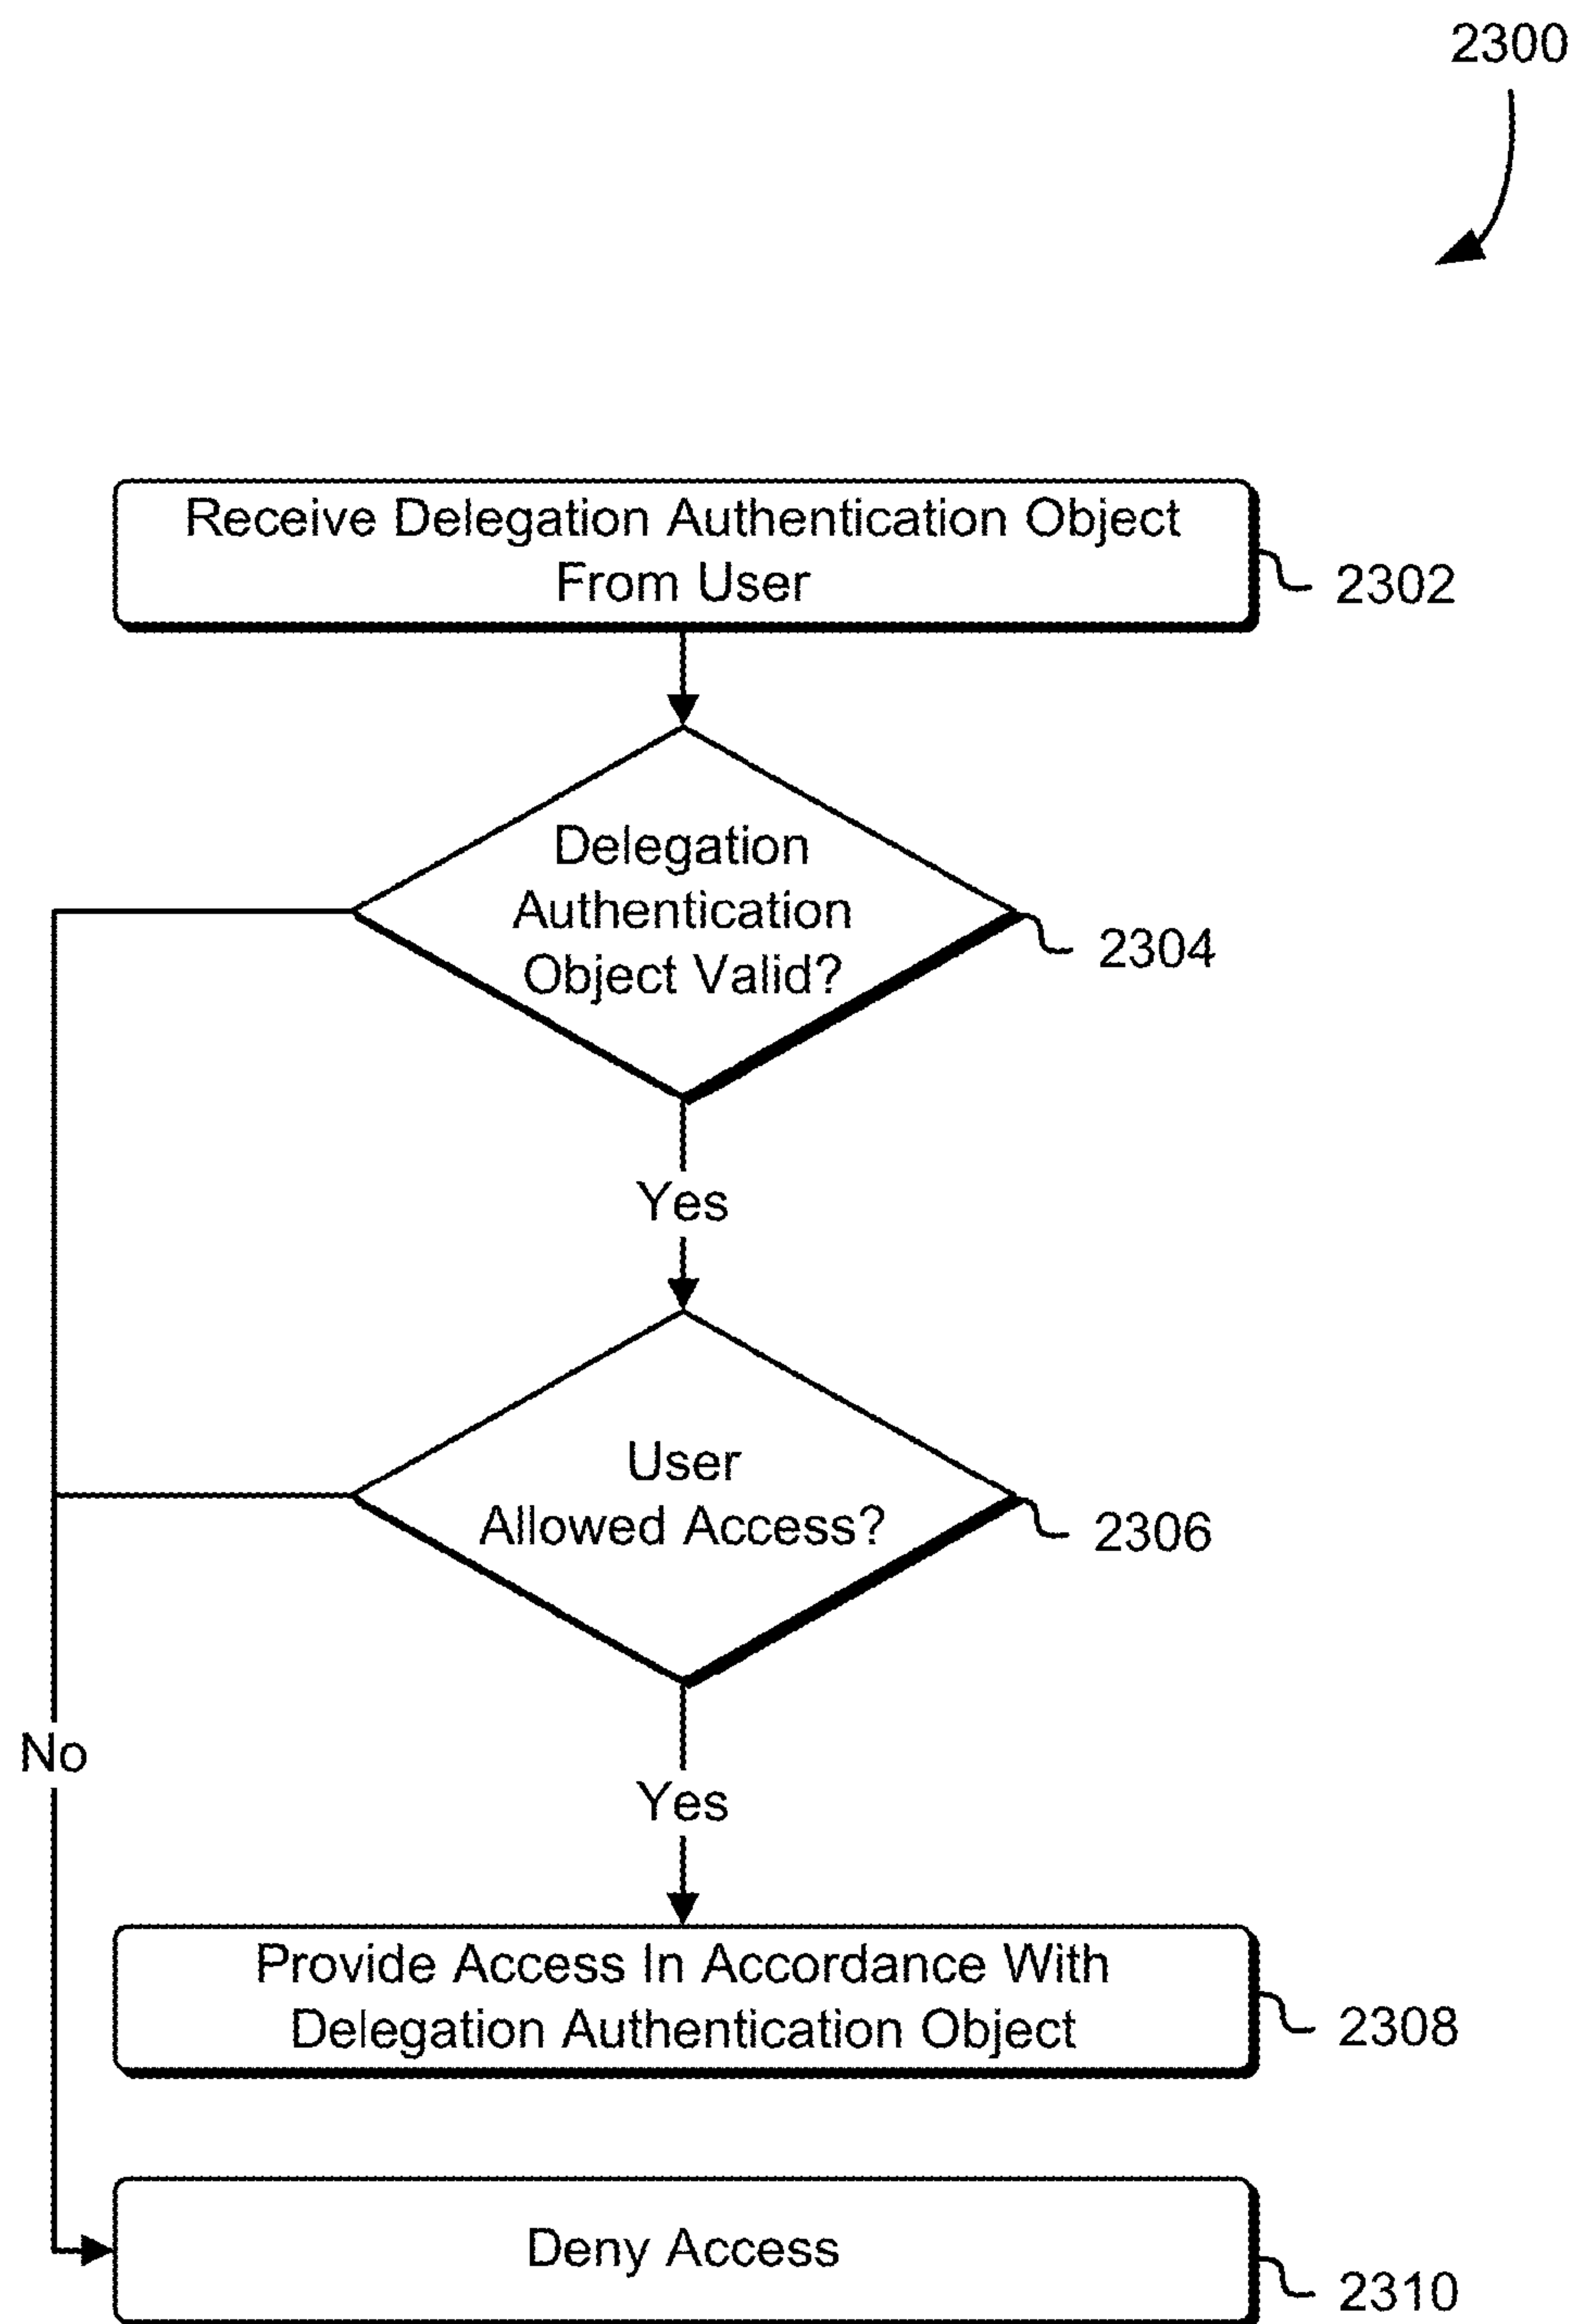 2300
Receive Delegation Authentication Object
From User
2302
Delegation
Authentication
Object Valid?
2304
Yes
User
Allowed Access?
2306
No
Yes
Provide Access In Accordance With
Delegation Authentication Object
2308
Deny Access
2310